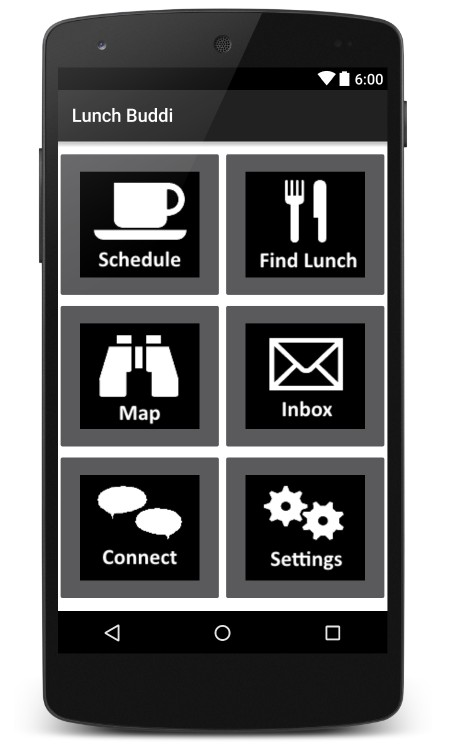 6:00
Lunch Buddi
Schedule
Find Lunch
Map
Inbox
Connect
Settings